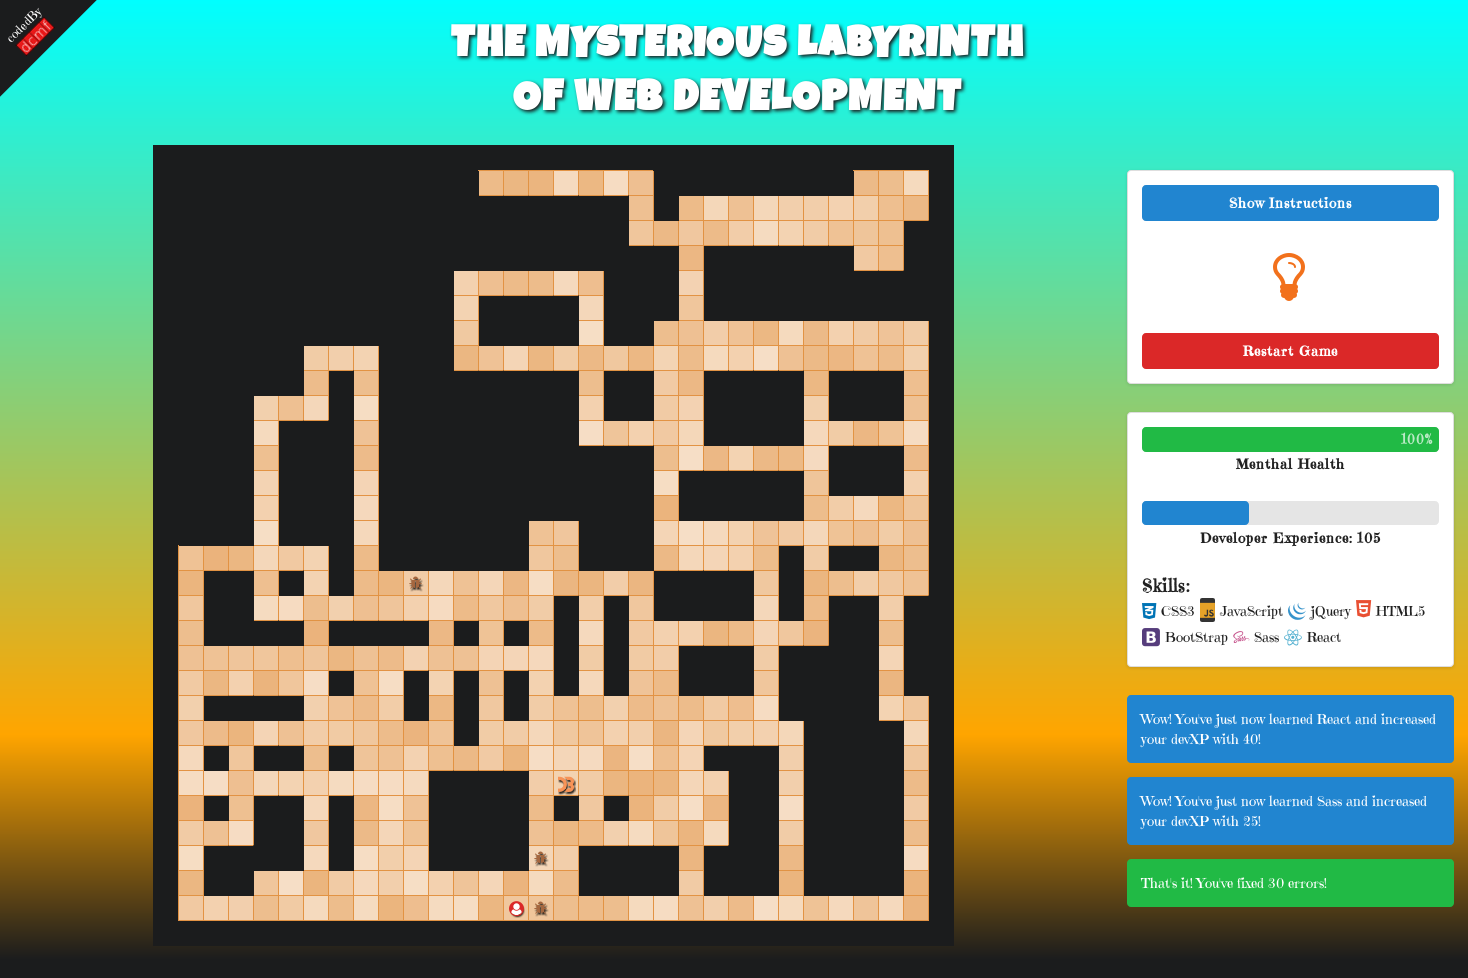 codedBy
dcmf
THE MYSTERIOUS LABYRINTH
OF WEB DEVELOPMENT
Show Instructions
Restart Game
100%
Menthal Health
Developer Experience: 105
Skills:
CSS3 JS JavaScript jQuery HTML5
B BootStrap Sass Sass React
Wow! You've just now learned React and increased
your devXP with 40!
Wow! You've just now learned Sass and increased
your devXP with 25!
That's it! You've fixed 30 errors!